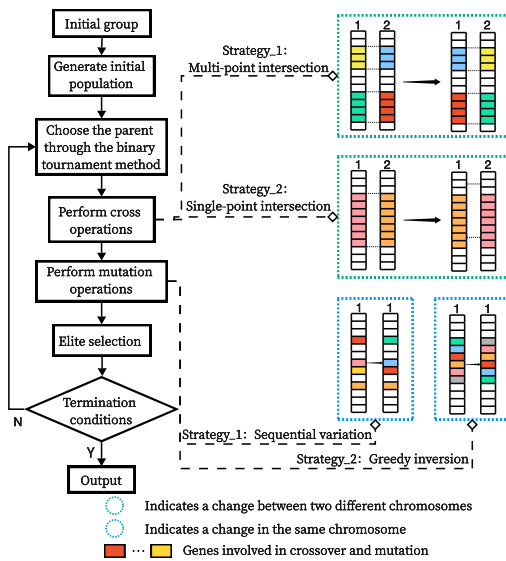 Initial group
Generate initial
population
Choose the parent
through the binary
tournament method
Perform cross
operations
Perform mutation
operations
Elite selection
Termination
conditions
N
Y
Output
Strategy_1:
Multi-point intersection
Strategy_2:
Single-point intersection
1 2
1 2
1 2
1 2
1 1
1 1
Strategy_1: Sequential variation
Strategy_2: Greedy inversion
Indicates a change between two different chromosomes
Indicates a change in the same chromosome
... Genes involved in crossover and mutation